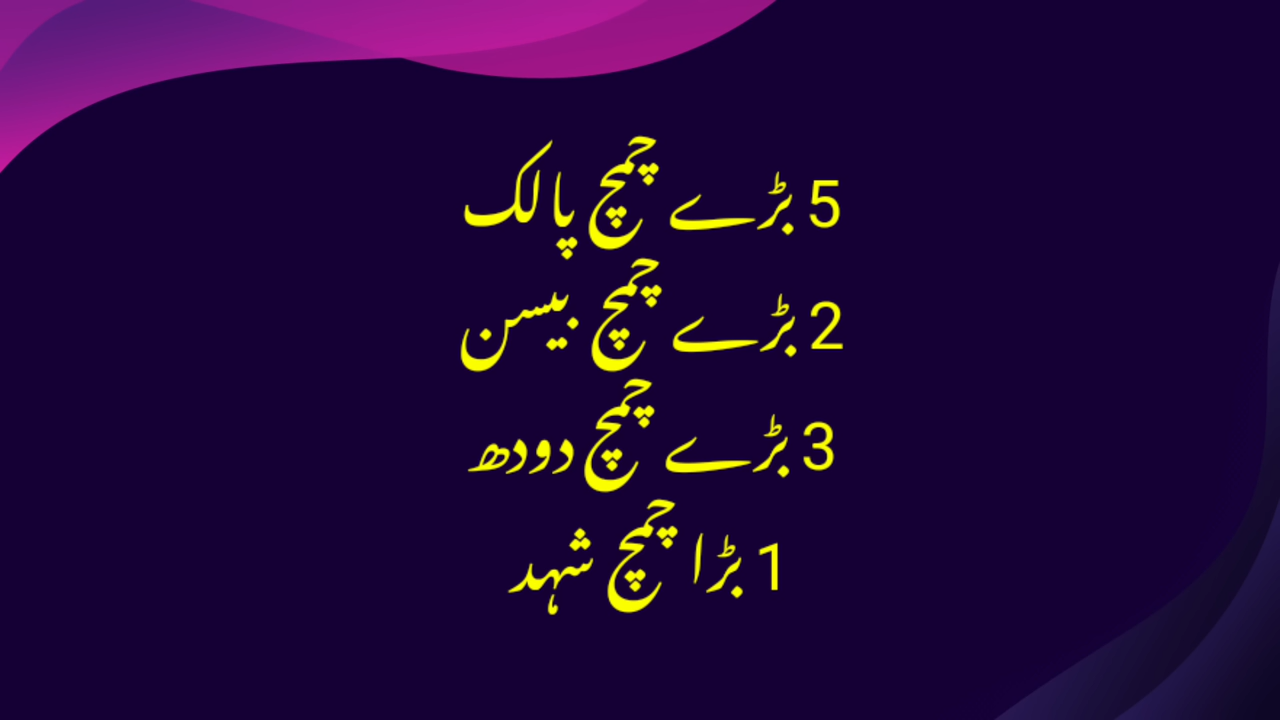 5 بڑے چمچ پالک
2 بڑے چمچ بیسن
3 بڑے چمچ دودھ
1 بڑا چمچ شہد